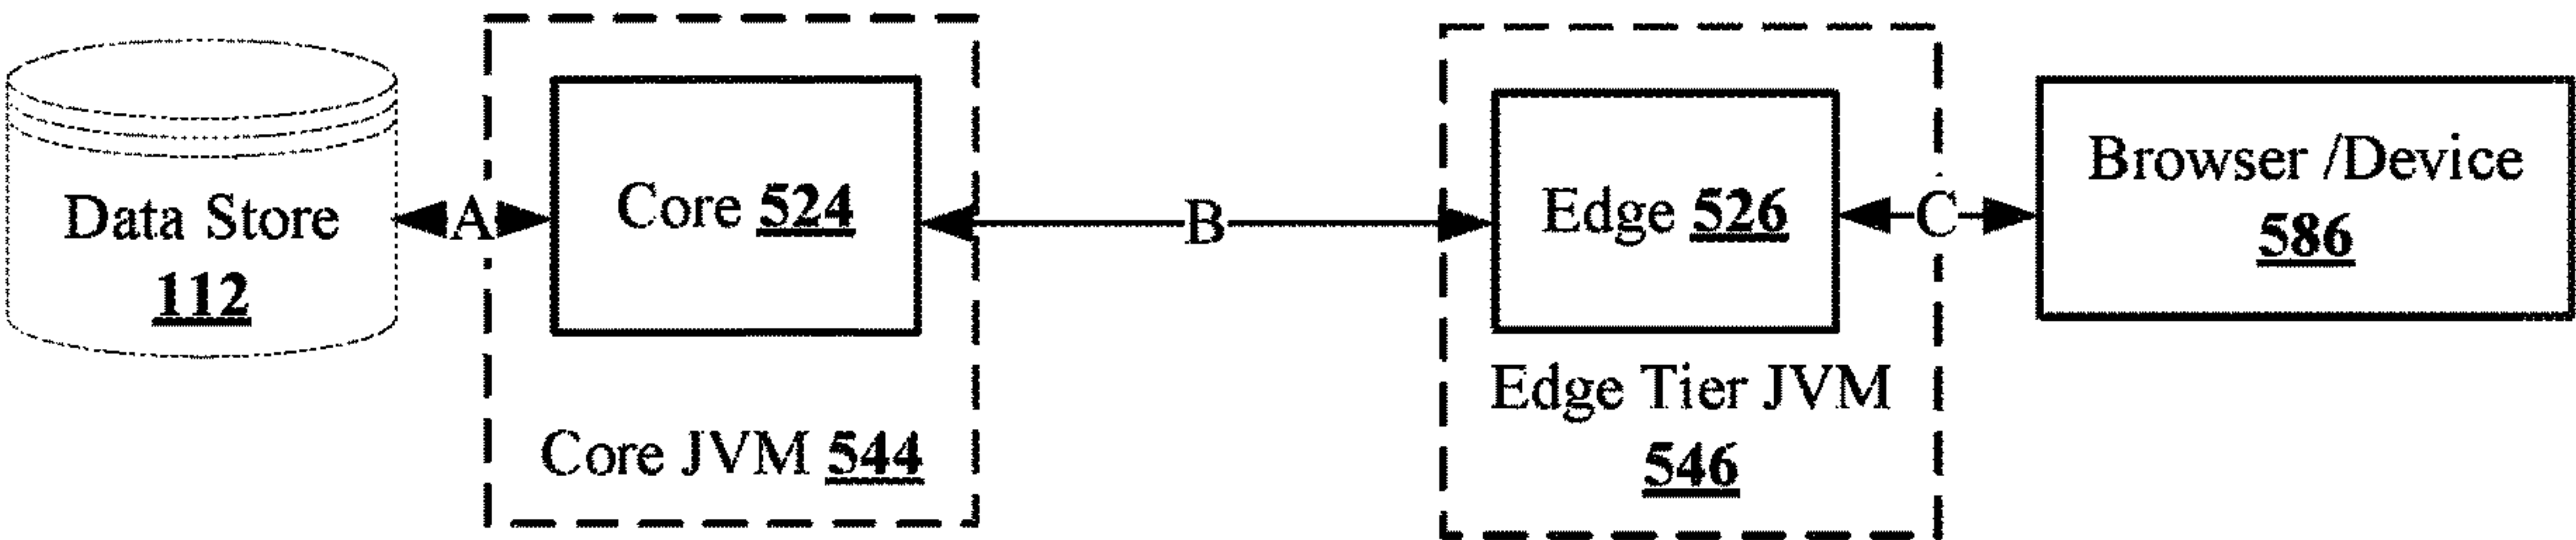 Data Store
112
A
Core 524
Core JVM 544
B
Edge 526
Edge Tier JVM
546
C
Browser /Device
586